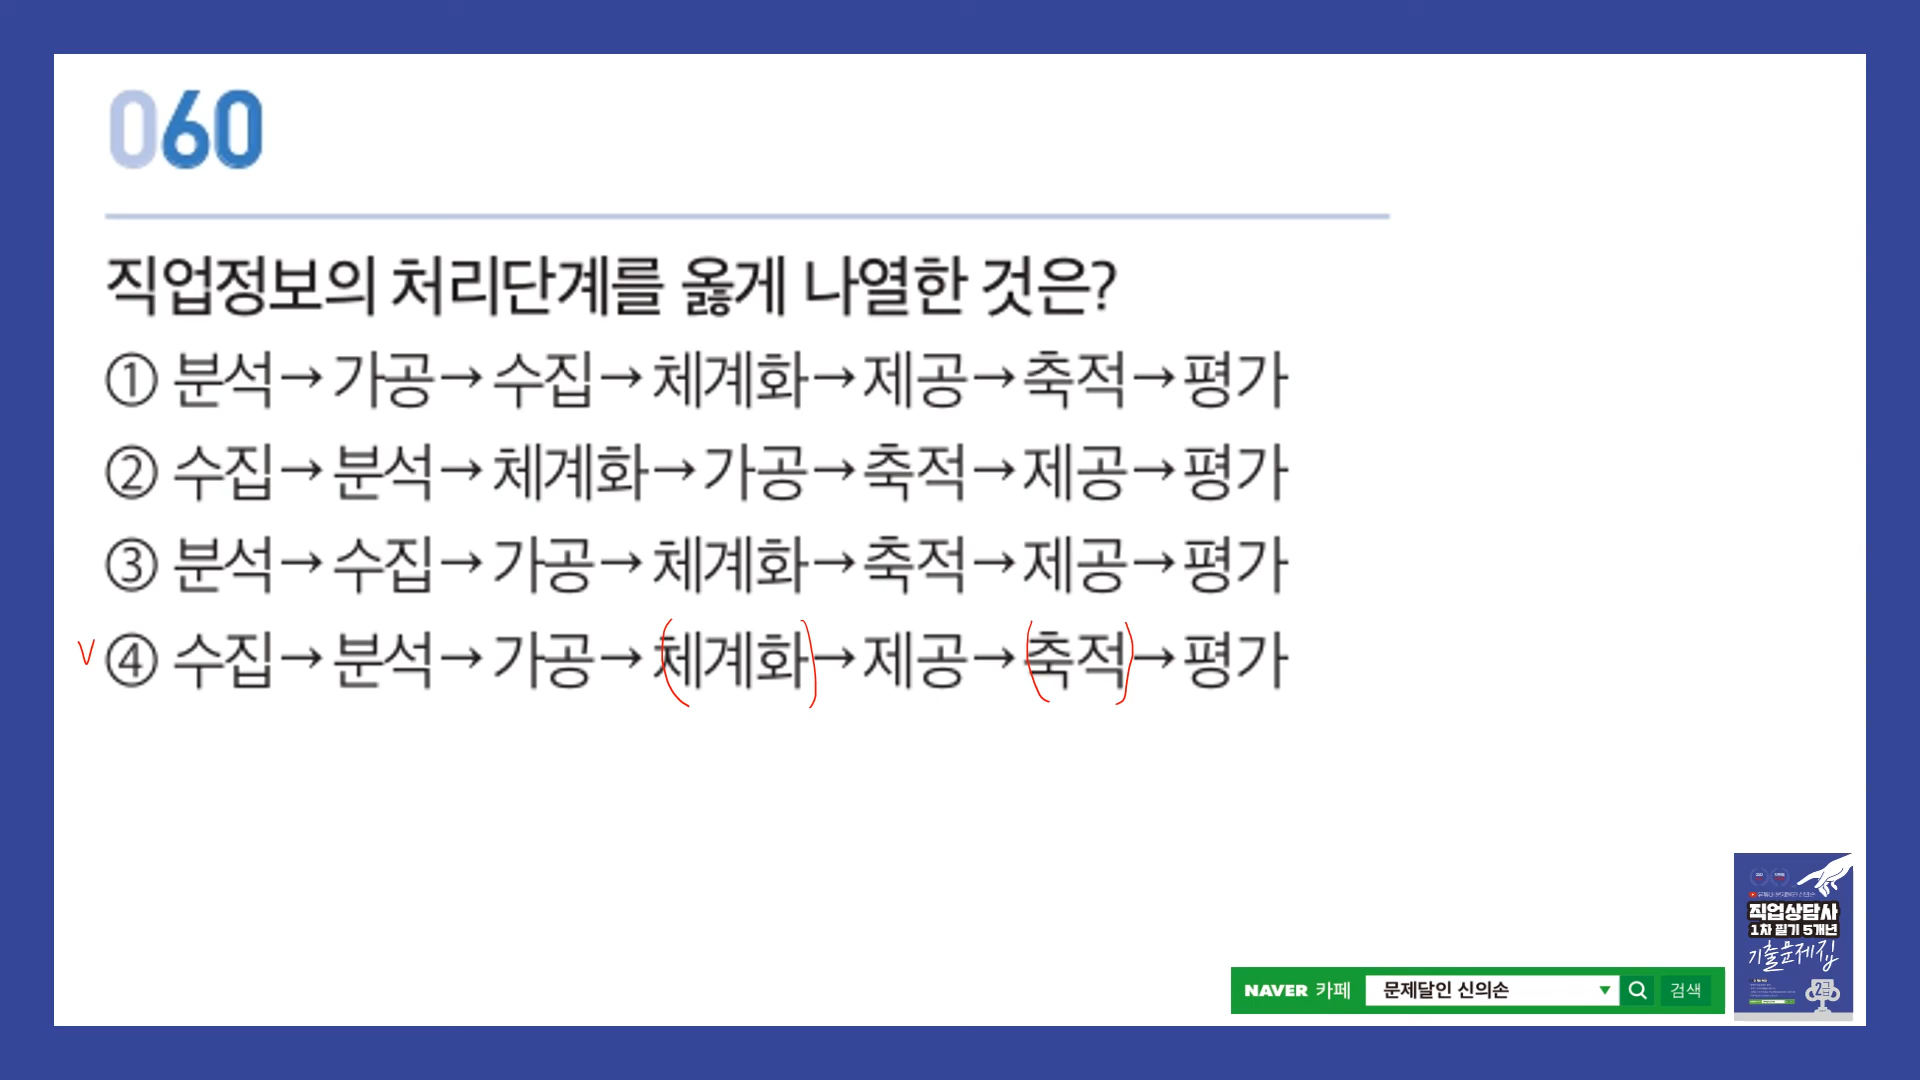 060
직업정보의 처리단계를 옳게 나열한 것은?
① 분석→가공→수집→체계화→제공→축적→평가
② 수집→분석→체계화→가공→축적→제공→평가
③ 분석→수집→가공→체계화→축적→제공→평가
V ④ 수집→분석→가공→(체계화)→제공→(축적)→평가
직업상담사
1차 필기 5개년
기출문제집
2급
NAVER 카페 문제달인 신의손 검색